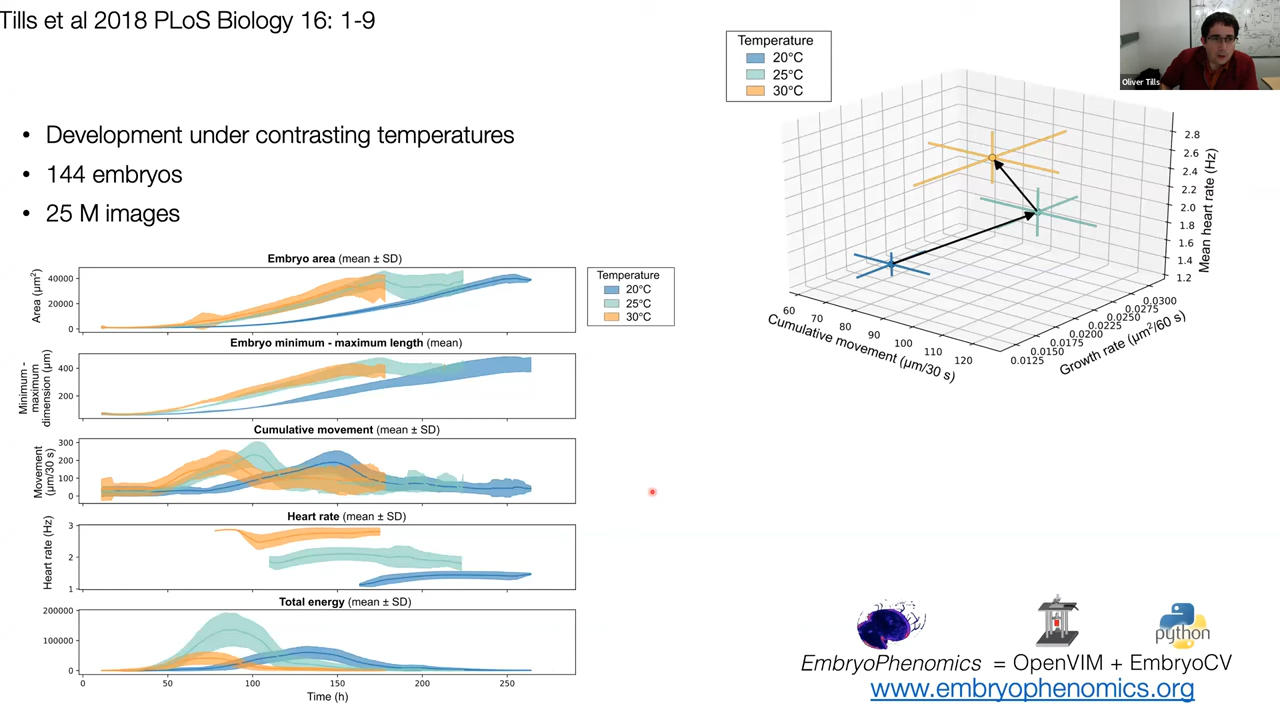 Tills et al 2018 PLoS Biology 16: 1-9
• Development under contrasting temperatures
• 144 embryos
• 25 M images
Embryo area (mean ± SD)
Area (µm²)
40000
20000
0
Temperature
20°C
25°C
30°C
Embryo minimum - maximum length (mean)
Minimum -
maximum
dimension (µm)
400
200
Cumulative movement (mean ± SD)
Movement
(µm/30 s)
300
200
100
0
Heart rate (mean ± SD)
Heart rate (Hz)
3
2
1
Total energy (mean ± SD)
200000
100000
0
0 50 100 150 200 250
Time (h)
Temperature
20°C
25°C
30°C
2.8
2.6
2.4
2.2
2.0
1.8
1.6
1.4
1.2
Mean heart rate (Hz)
60 70 80 90 100 110 120
Cumulative movement (µm/30 s)
0.0125 0.0150 0.0175 0.0200 0.0225 0.0250 0.0275 0.0300
Growth rate (µm²/60 s)
Oliver Tills
python
EmbryoPhenomics = OpenVIM + EmbryoCV
www.embryophenomics.org